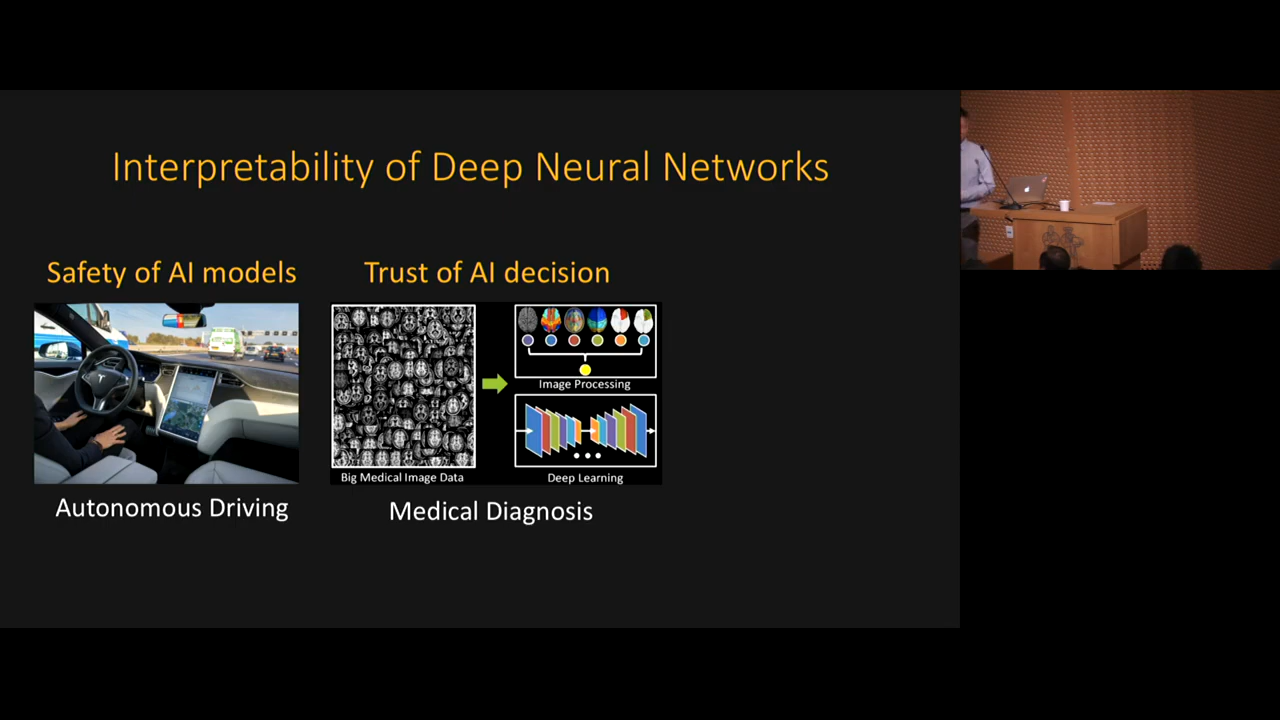 Interpretability of Deep Neural Networks
Safety of AI models
Trust of AI decision
Image Processing
Big Medical Image Data
Deep Learning
Autonomous Driving
Medical Diagnosis